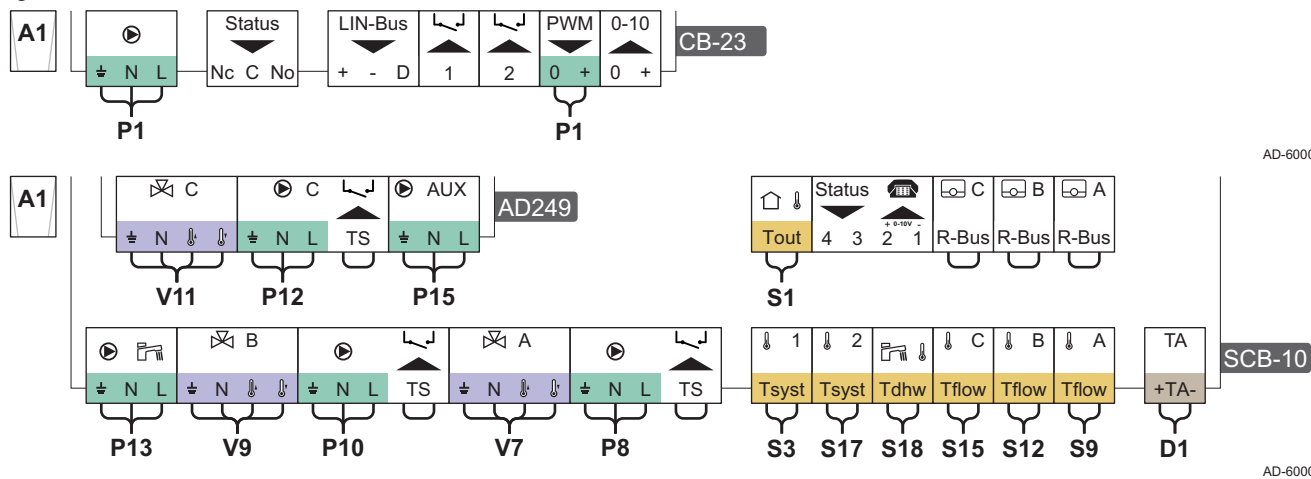 A1
Status LIN-Bus PWM 0-10
CB-23
N L Nc C No + - D 1 2 0 + 0 +
P1 P1
AD-6000
A1
C C AUX
AD249
N N L TS N L
V11 P12 P15
Status C B A
+ 0-10V -
Tout 4 3 2 1 R-Bus R-Bus R-Bus
S1
B A 1 2 C B A TA
SCB-10
N L N N L TS N N L TS Tsyst Tsyst Tdhw Tflow Tflow Tflow +TA-
P13 V9 P10 V7 P8 S3 S17 S18 S15 S12 S9 D1
AD-6000